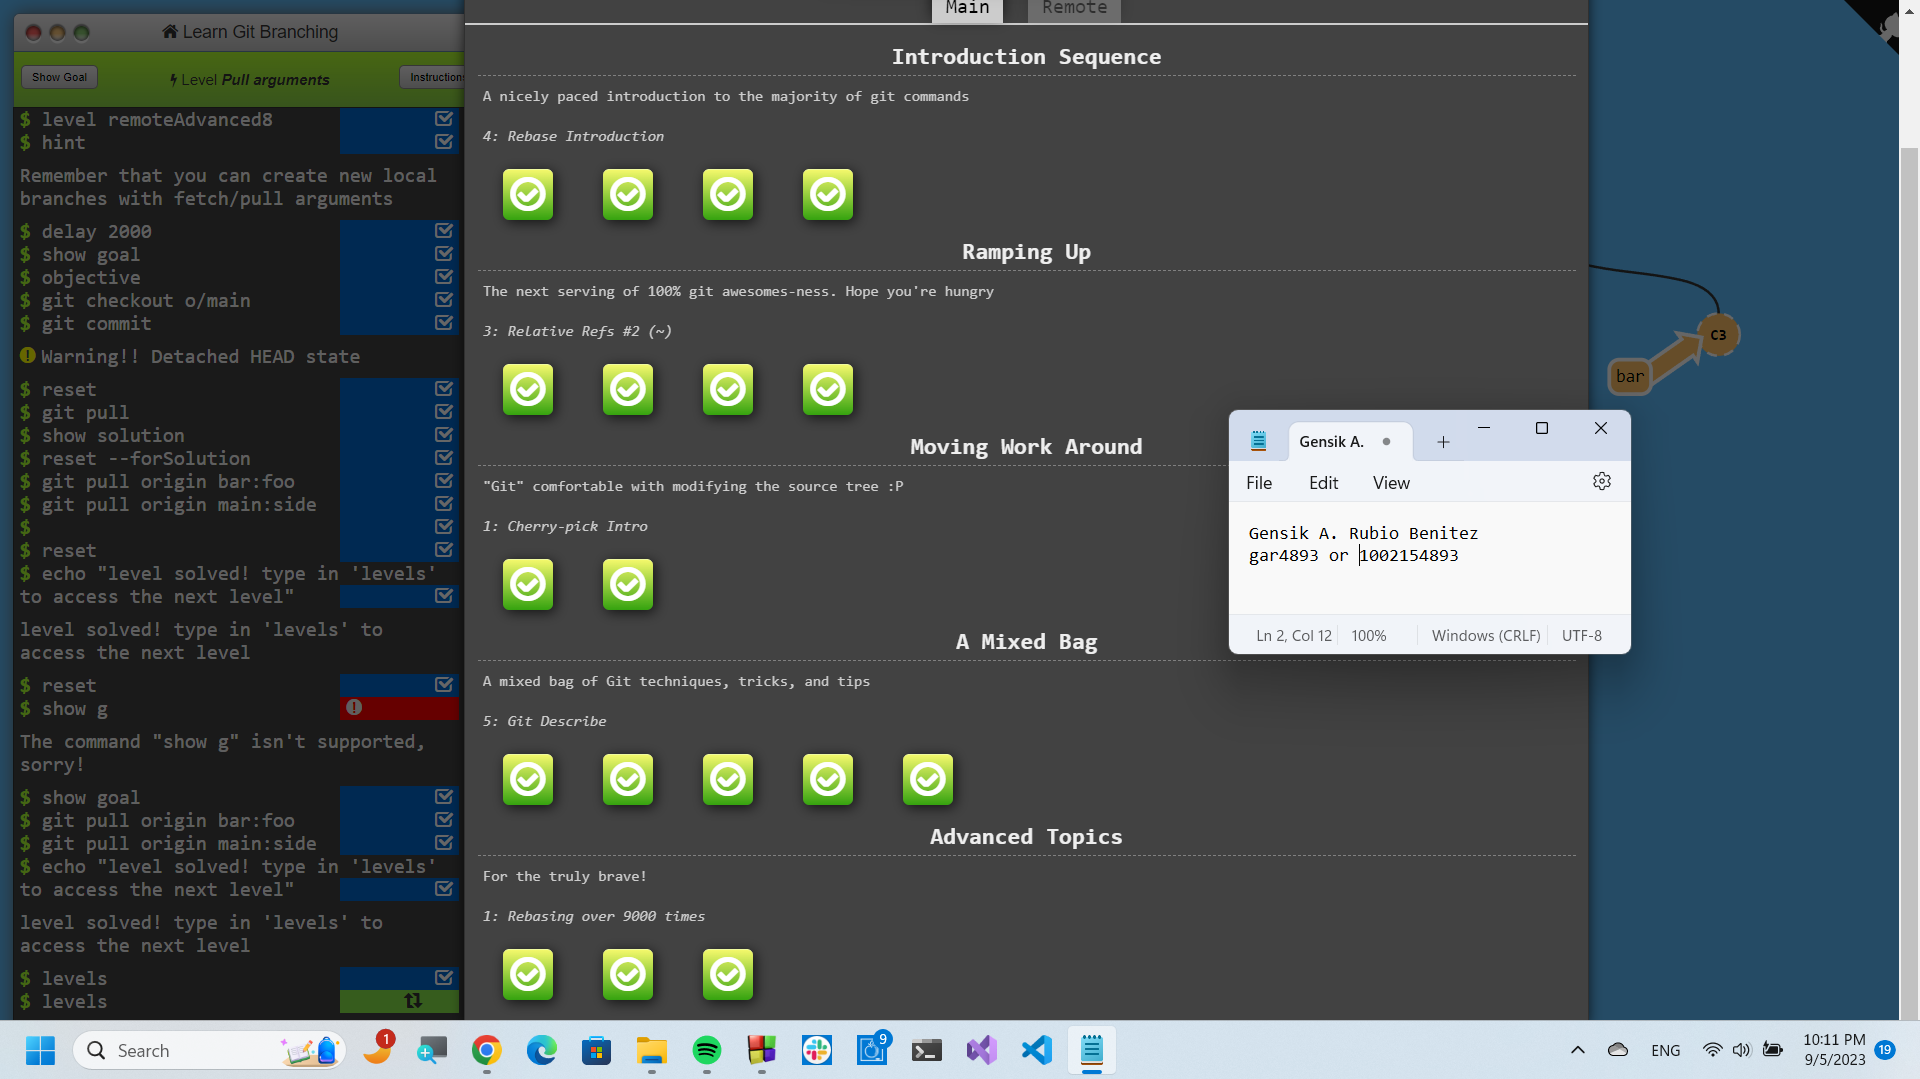 Learn Git Branching
Show Goal
Level Pull arguments
Instructions
$ level remoteAdvanced8
$ hint
Remember that you can create new local
branches with fetch/pull arguments
$ delay 2000
$ show goal
$ objective
$ git checkout o/main
$ git commit
Warning!! Detached HEAD state
$ reset
$ git pull
$ show solution
$ reset --forSolution
$ git pull origin bar:foo
$ git pull origin main:side
$
$ reset
$ echo "level solved! type in 'levels'
to access the next level"
level solved! type in 'levels' to
access the next level
$ reset
$ show g
The command "show g" isn't supported,
sorry!
$ show goal
$ git pull origin bar:foo
$ git pull origin main:side
$ echo "level solved! type in 'levels'
to access the next level"
level solved! type in 'levels' to
access the next level
$ levels
$ levels
Main
Remote
Introduction Sequence
A nicely paced introduction to the majority of git commands
4: Rebase Introduction
Ramping Up
The next serving of 100% git awesomes-ness. Hope you're hungry
3: Relative Refs #2 (~)
Moving Work Around
"Git" comfortable with modifying the source tree :P
1: Cherry-pick Intro
A Mixed Bag
A mixed bag of Git techniques, tricks, and tips
5: Git Describe
Advanced Topics
For the truly brave!
1: Rebasing over 9000 times
C3
bar
Gensik A.
File Edit View
Gensik A. Rubio Benitez
gar4893 or 1002154893
Ln 2, Col 12 100% Windows (CRLF) UTF-8
Search
1
9
ENG
10:11 PM
9/5/2023
19